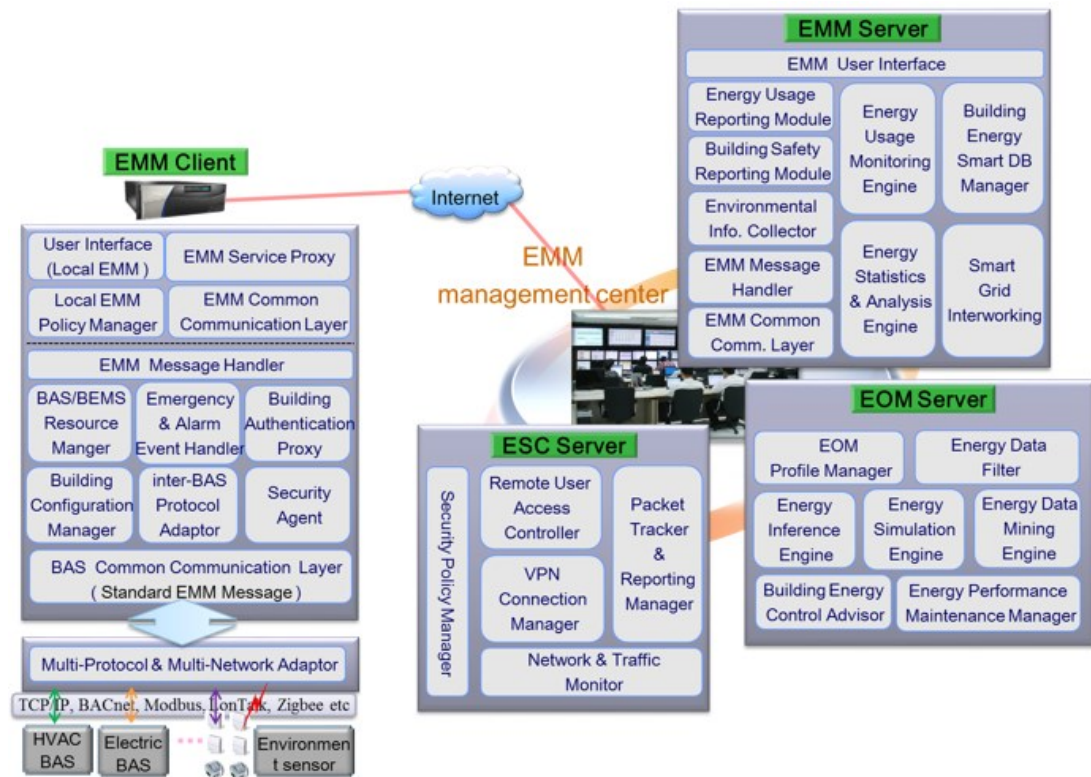 EMM Server
EMM User Interface
Energy Usage
Reporting Module
Building Safety
Reporting Module
Environmental
Info. Collector
EMM Message
Handler
EMM Common
Comm. Layer
Energy
Usage
Monitoring
Engine
Building
Energy
Smart DB
Manager
Energy
Statistics
& Analysis
Engine
Smart
Grid
Interworking
EMM Client
Internet
EMM
management center
User Interface
(Local EMM )
EMM Service Proxy
Local EMM
Policy Manager
EMM Common
Communication Layer
EMM Message Handler
BAS/BEMS
Resource
Manger
Emergency
& Alarm
Event Handler
Building
Authentication
Proxy
Building
Configuration
Manager
inter-BAS
Protocol
Adaptor
Security
Agent
BAS Common Communication Layer
( Standard EMM Message )
Multi-Protocol & Multi-Network Adaptor
TCP/IP, BACnet, Modbus, LonTalk, Zigbee etc
HVAC
BAS
Electric
BAS
Environmen
t sensor
ESC Server
Security Policy Manager
Remote User
Access
Controller
VPN
Connection
Manager
Packet
Tracker
&
Reporting
Manager
Network & Traffic
Monitor
EOM Server
EOM
Profile Manager
Energy Data
Filter
Energy
Inference
Engine
Energy
Simulation
Engine
Energy Data
Mining
Engine
Building Energy
Control Advisor
Energy Performance
Maintenance Manager